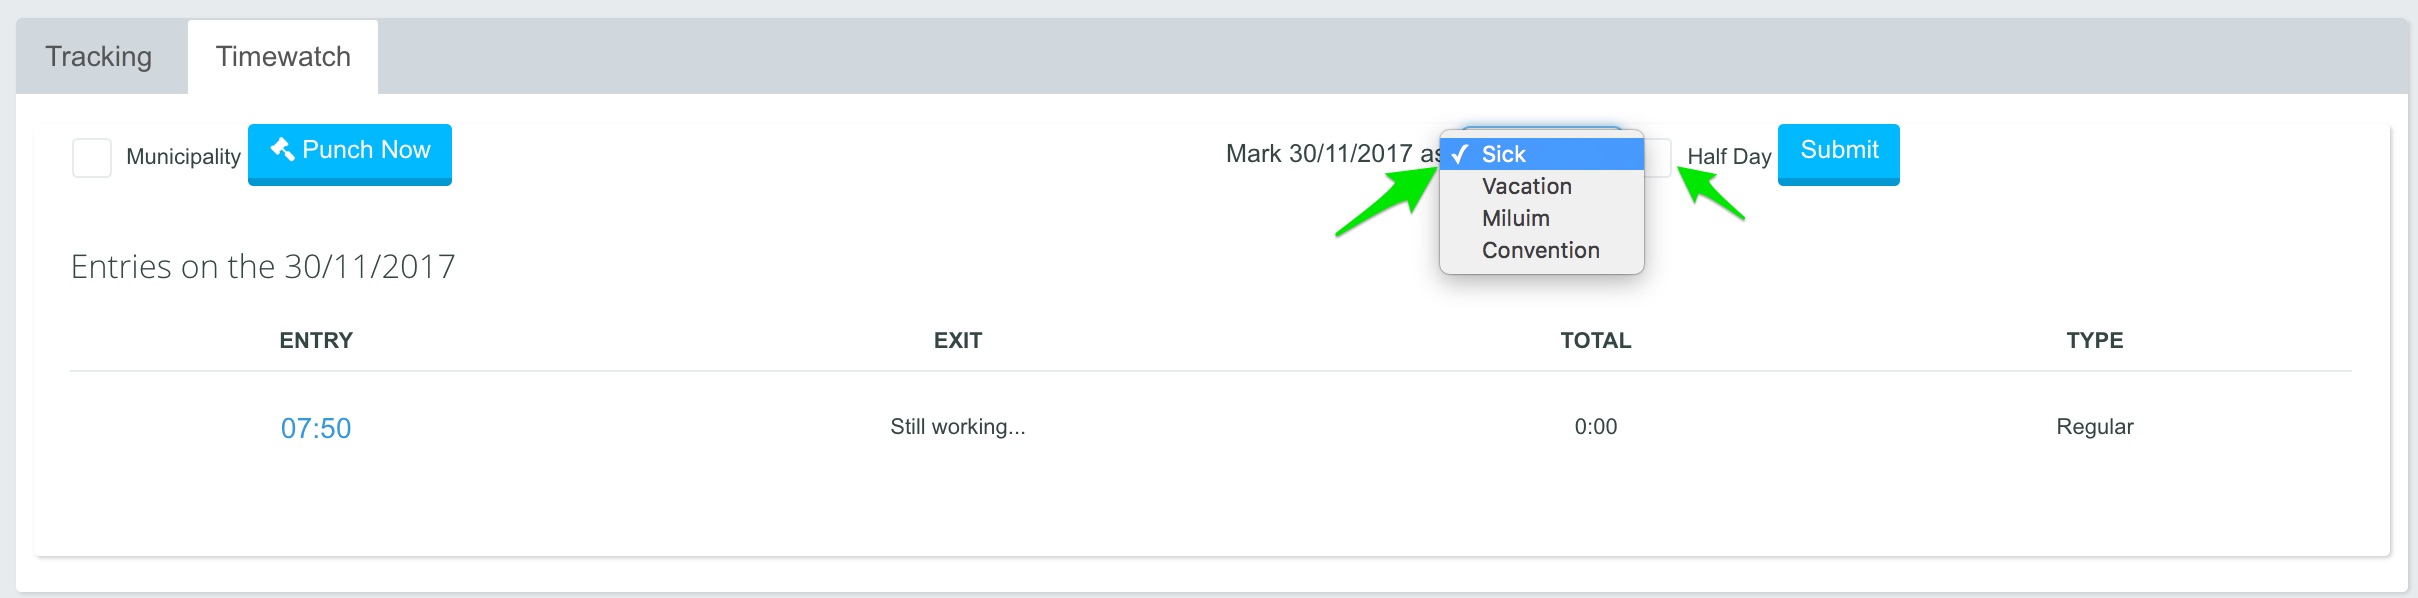 Tracking Timewatch
Municipality Punch Now Mark 30/11/2017 as Sick Half Day Submit
Vacation
Miluim
Convention
Entries on the 30/11/2017
ENTRY EXIT TOTAL TYPE
07:50 Still working... 0:00 Regular